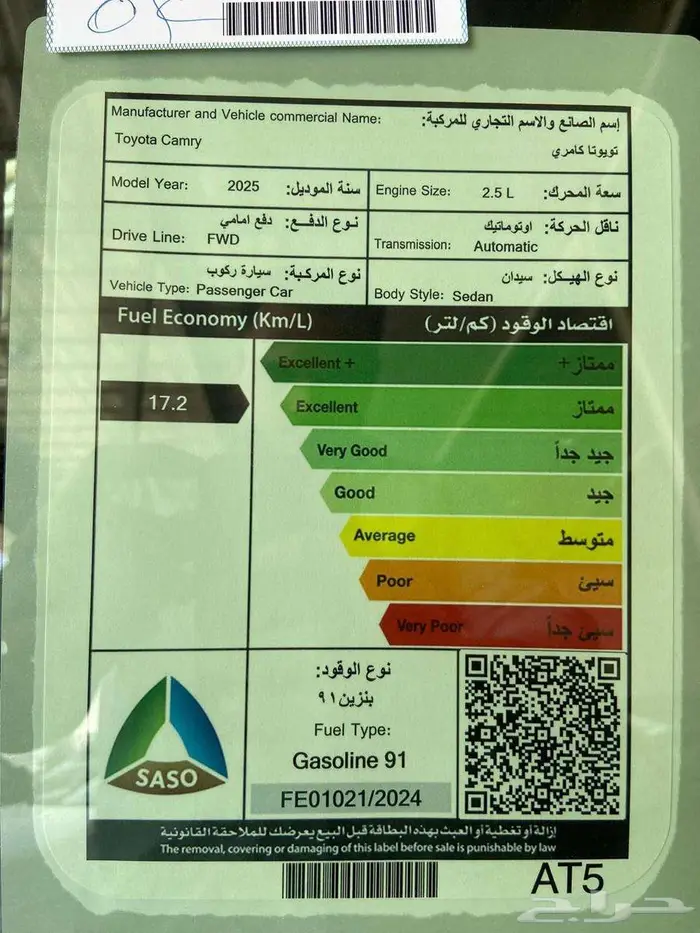 OK
Manufacturer and Vehicle commercial Name: إسم الصانع والاسم التجاري للمركبة:
Toyota Camry تويوتا كامري
Model Year: 2025 سنة الموديل:
Engine Size: 2.5 L سعة المحرك:
نوع الدفـع: دفع امامي
Drive Line: FWD
ناقل الحركة: اوتوماتيك
Transmission: Automatic
نوع المركبة: سيارة ركوب
Vehicle Type: Passenger Car
نوع الهيكل: سيدان
Body Style: Sedan
Fuel Economy (Km/L) اقتصاد الوقود (كم/لتر)
Excellent + ممتاز +
17.2
Excellent ممتاز
Very Good جيد جداً
Good جيد
Average متوسط
Poor سيئ
Very Poor سيئ جداً
نوع الوقود:
بنزين ٩١
Fuel Type:
Gasoline 91
FE01021/2024
SASO
إزالة أو تغطية أو العبث بهذه البطاقة قبل البيع يعرضك للملاحقة القانونية
The removal, covering or damaging of this label before sale is punishable by law
AT5
حراج